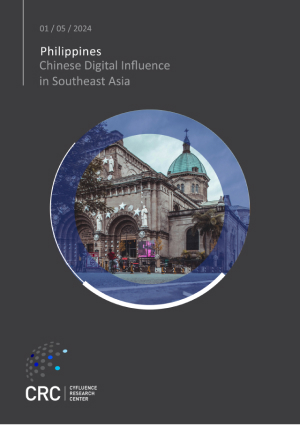 01 / 05 / 2024
Philippines
Chinese Digital Influence
in Southeast Asia
CRC
CYFLUENCE
RESEARCH
CENTER